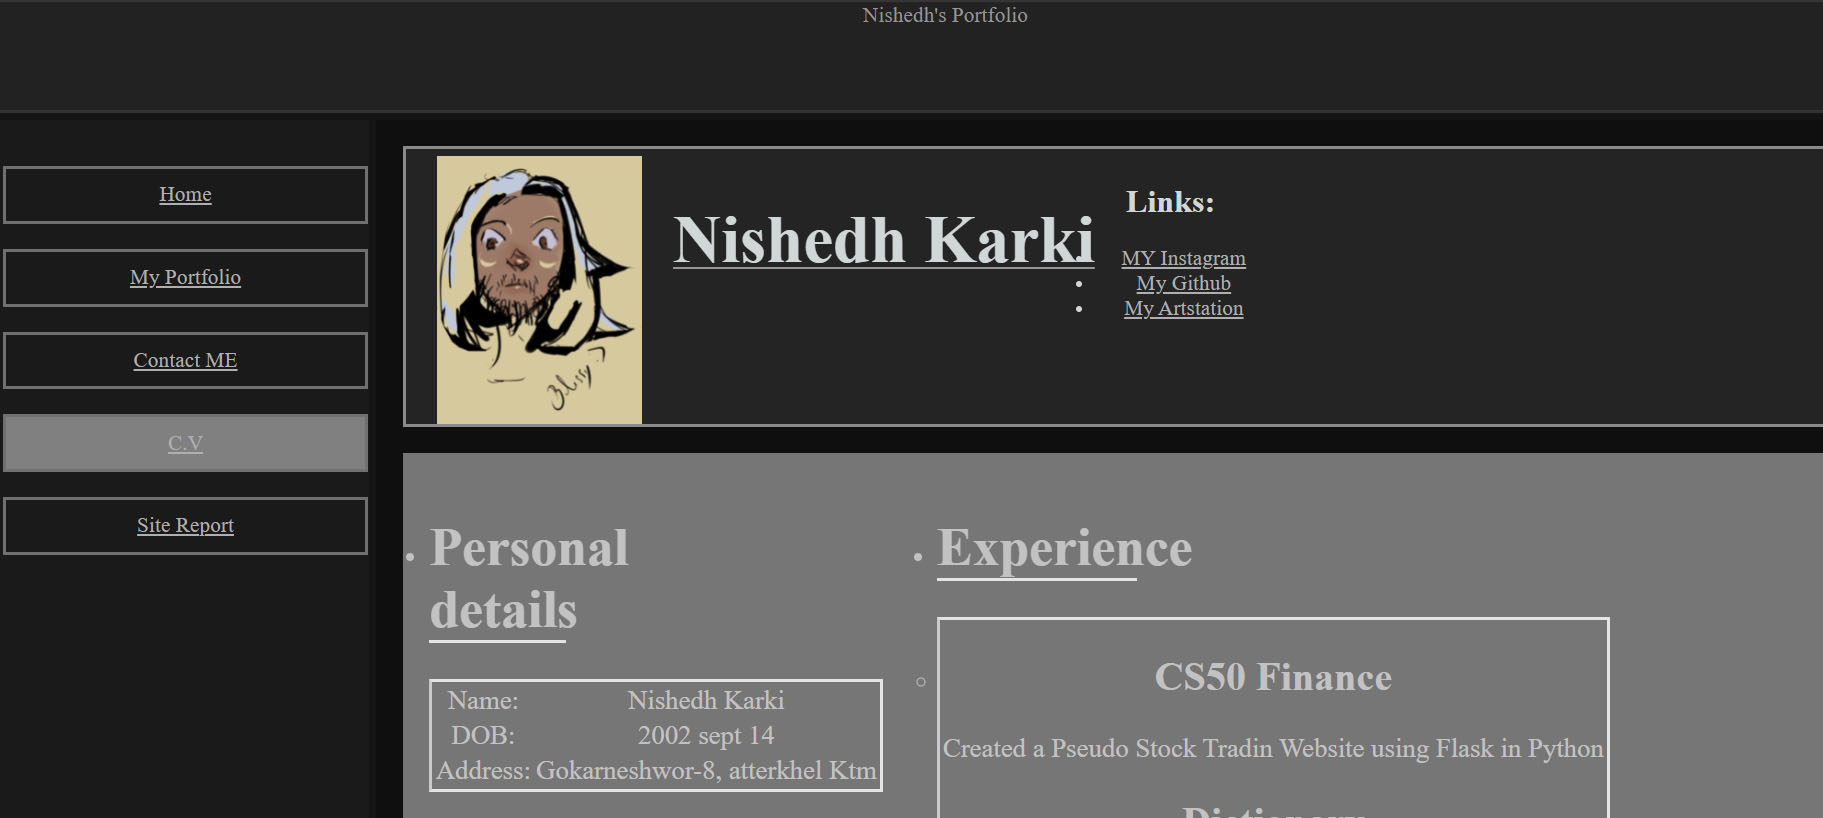 Nishedh's Portfolio
Home
My Portfolio
Contact ME
C.V
Site Report
Nishedh Karki
Links:
MY Instagram
My Github
My Artstation
Personal
details
Name: Nishedh Karki
DOB: 2002 sept 14
Address: Gokarneshwor-8, atterkhel Ktm
Experience
CS50 Finance
Created a Pseudo Stock Tradin Website using Flask in Python
Dictionary